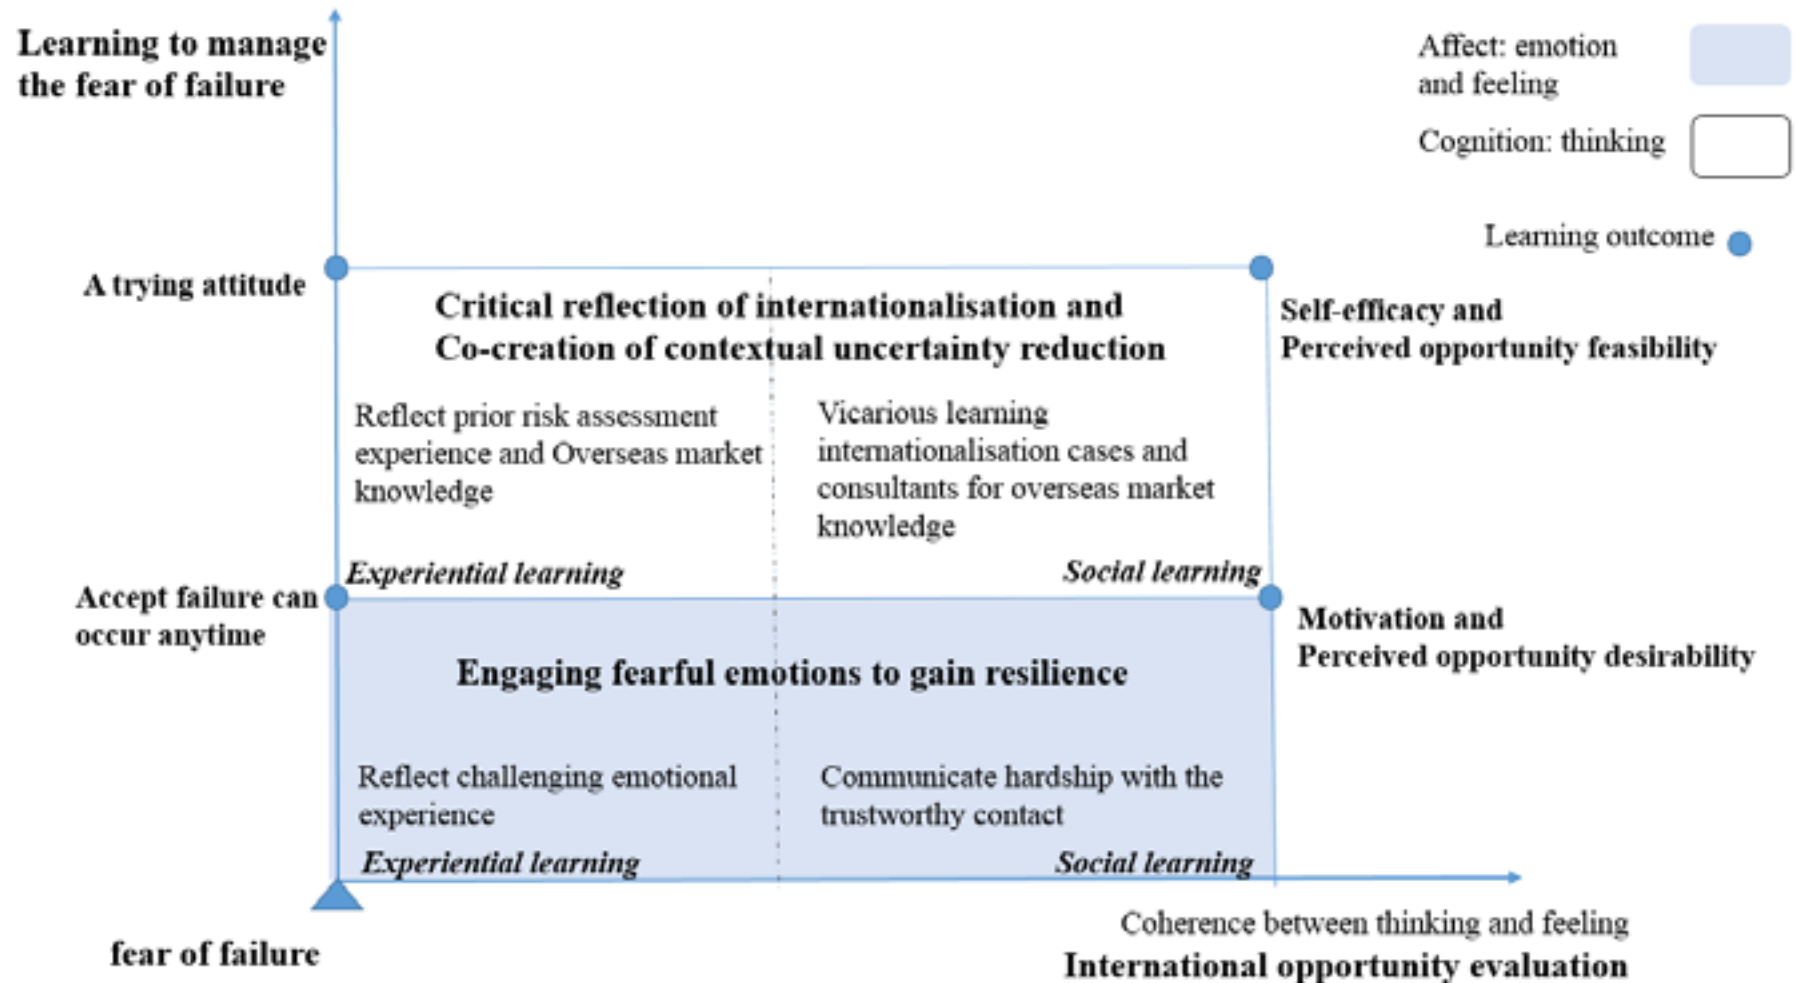 Learning to manage
the fear of failure
Affect: emotion
and feeling
Cognition: thinking
Learning outcome
A trying attitude
Critical reflection of internationalisation and
Co-creation of contextual uncertainty reduction
Self-efficacy and
Perceived opportunity feasibility
Reflect prior risk assessment
experience and Overseas market
knowledge
Vicarious learning
internationalisation cases and
consultants for overseas market
knowledge
Experiential learning
Social learning
Accept failure can
occur anytime
Motivation and
Perceived opportunity desirability
Engaging fearful emotions to gain resilience
Reflect challenging emotional
experience
Communicate hardship with the
trustworthy contact
Experiential learning
Social learning
fear of failure
Coherence between thinking and feeling
International opportunity evaluation